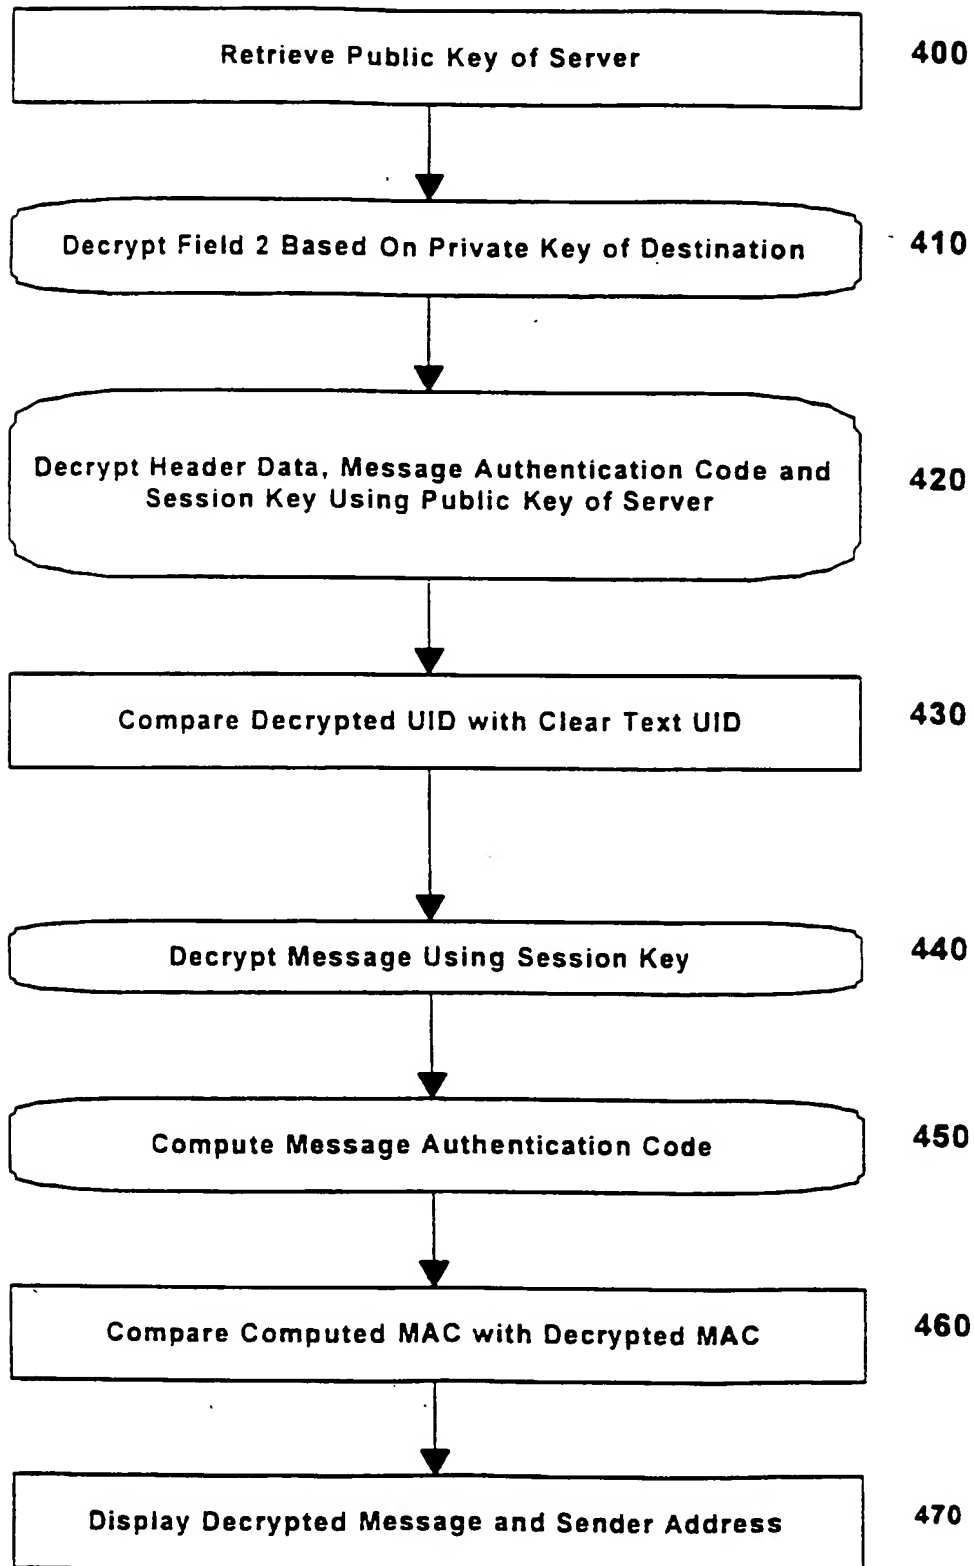 Retrieve Public Key of Server
400
Decrypt Field 2 Based On Private Key of Destination
410
Decrypt Header Data, Message Authentication Code and
Session Key Using Public Key of Server
420
Compare Decrypted UID with Clear Text UID
430
Decrypt Message Using Session Key
440
Compute Message Authentication Code
450
Compare Computed MAC with Decrypted MAC
460
Display Decrypted Message and Sender Address
470